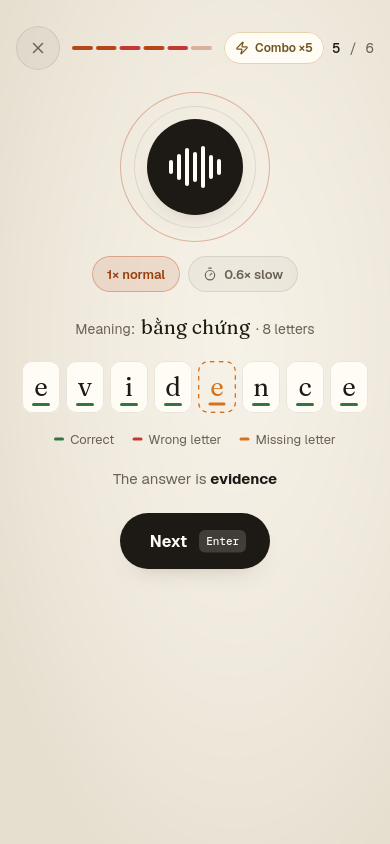 Combo ×5 5 / 6
1× normal 0.6× slow
Meaning: bằng chứng · 8 letters
e v i d e n c e
Correct Wrong letter Missing letter
The answer is evidence
Next Enter